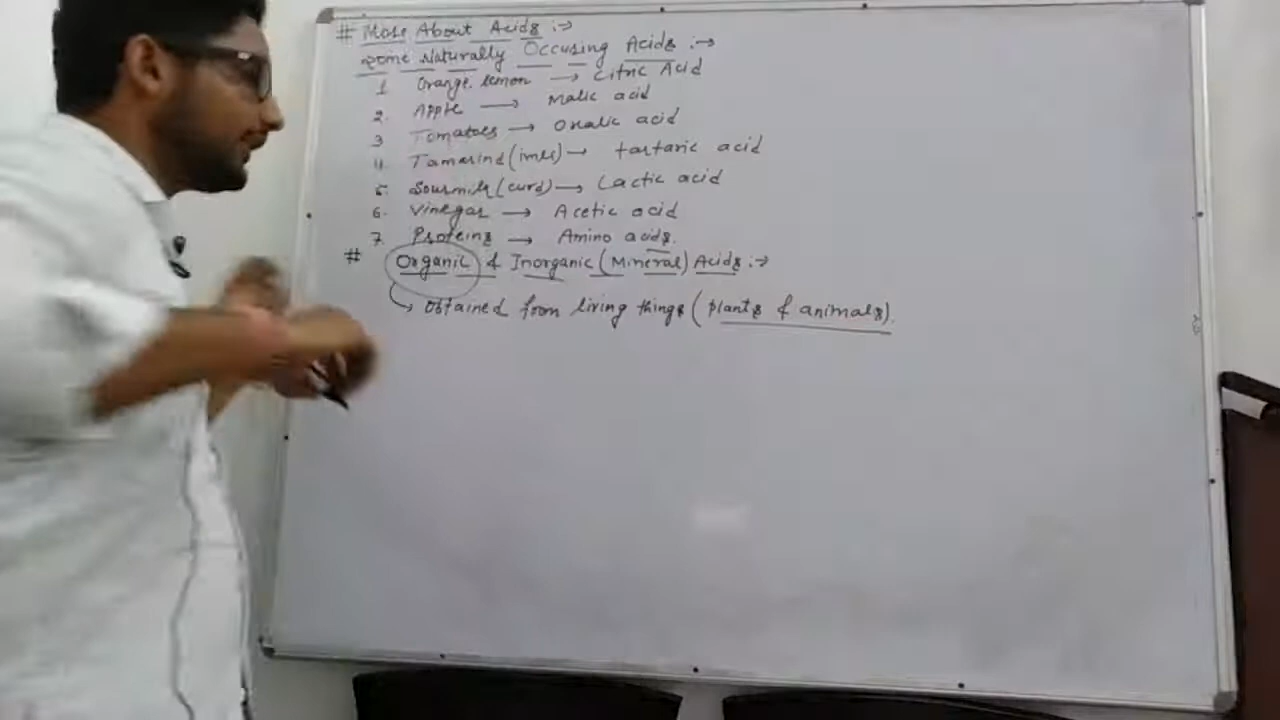 # More About Acids :->
Some Naturally Occuring Acids :->
1 Orange. lemon → Citric Acid
2. Apple → Malic acid
3 Tomatoes → Oxalic acid
4. Tamarind (imli) → tartaric acid
5. Sourmilk (curd) → Lactic acid
6. Vinegar → Acetic acid
7. Proteins → Amino acids.
# Organic & Inorganic (Mineral) Acids :->
→ Obtained from living things (plants & animals).